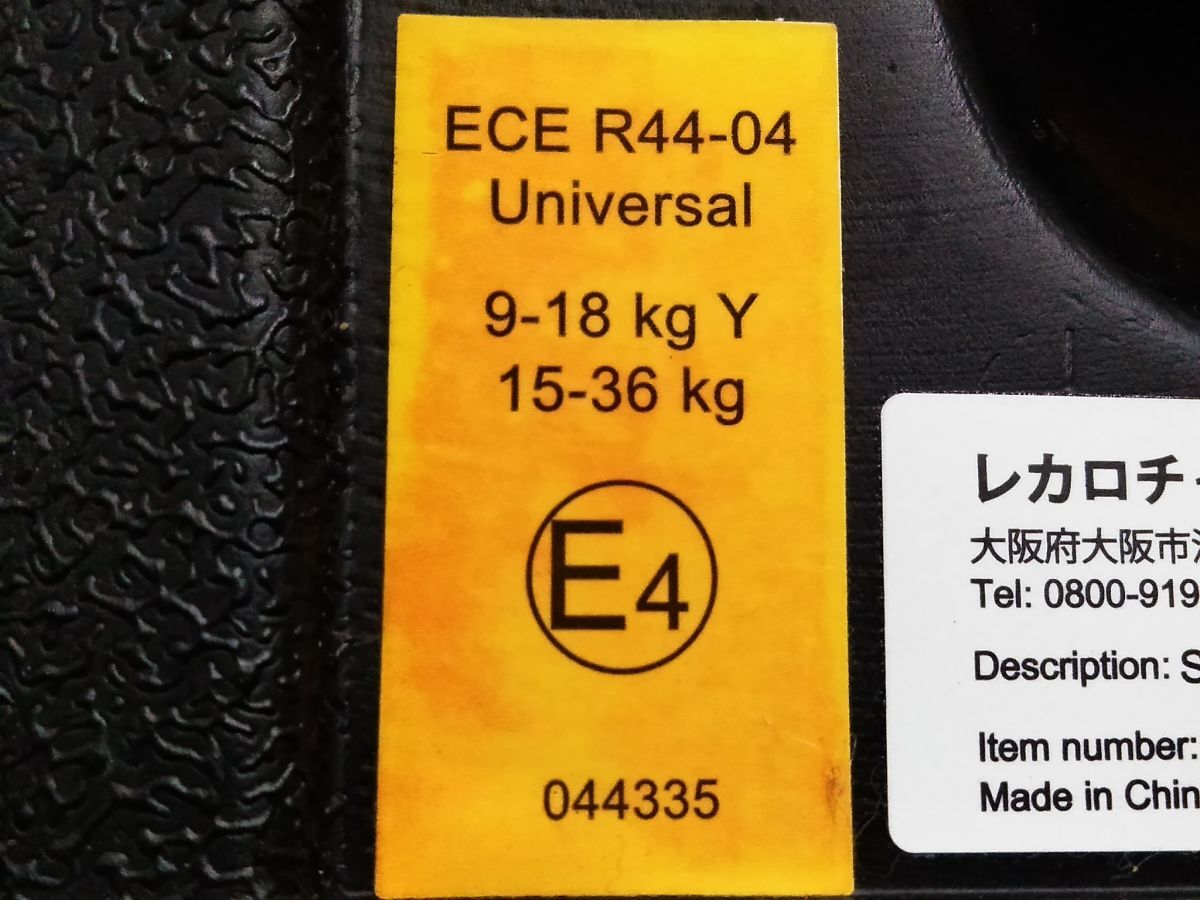 ECE R44-04
Universal
9-18 kg Y
15-36 kg
E4
044335
レカロチ
大阪府大阪市
Tel: 0800-919
Description: S
Item number:
Made in Chin